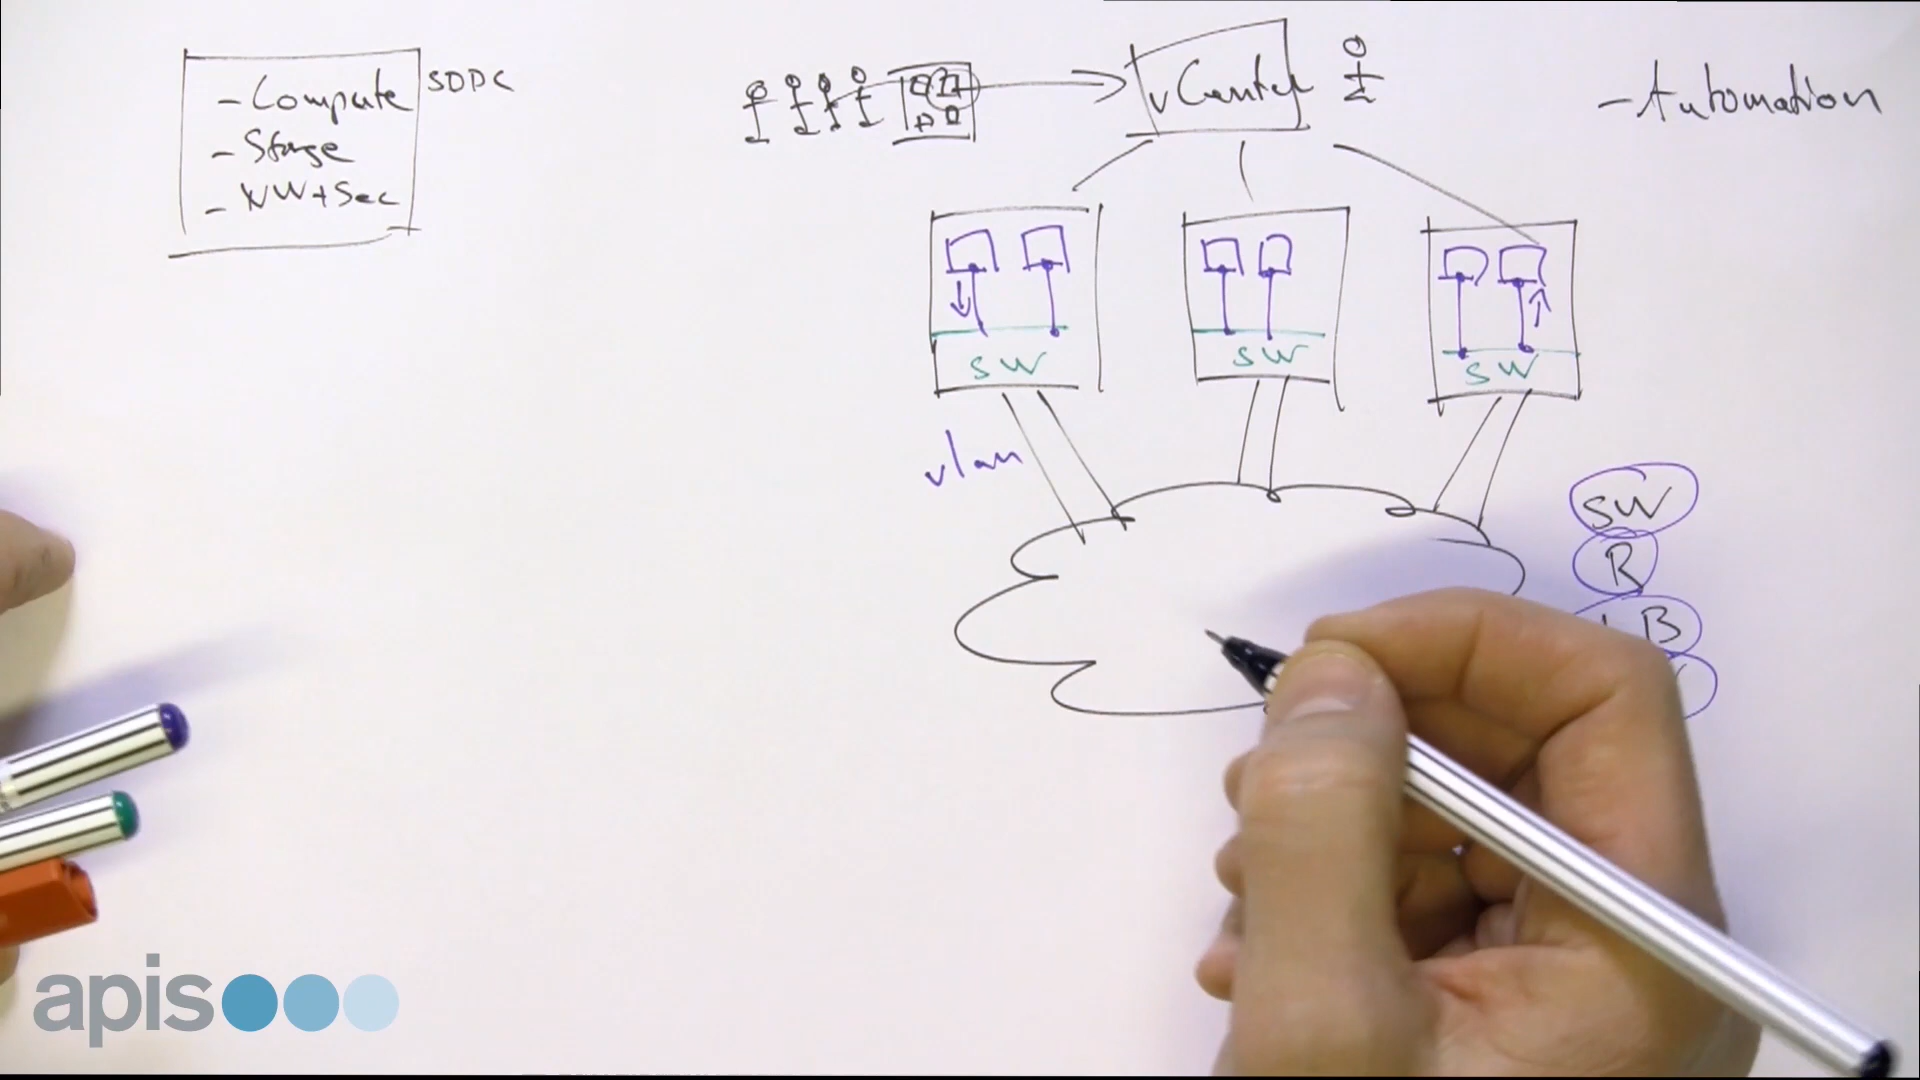 - Compute
SDDC
- Storage
- NW+Sec
vCenter
- Automation
SW
SW
SW
vlan
SW
R
LB
apis